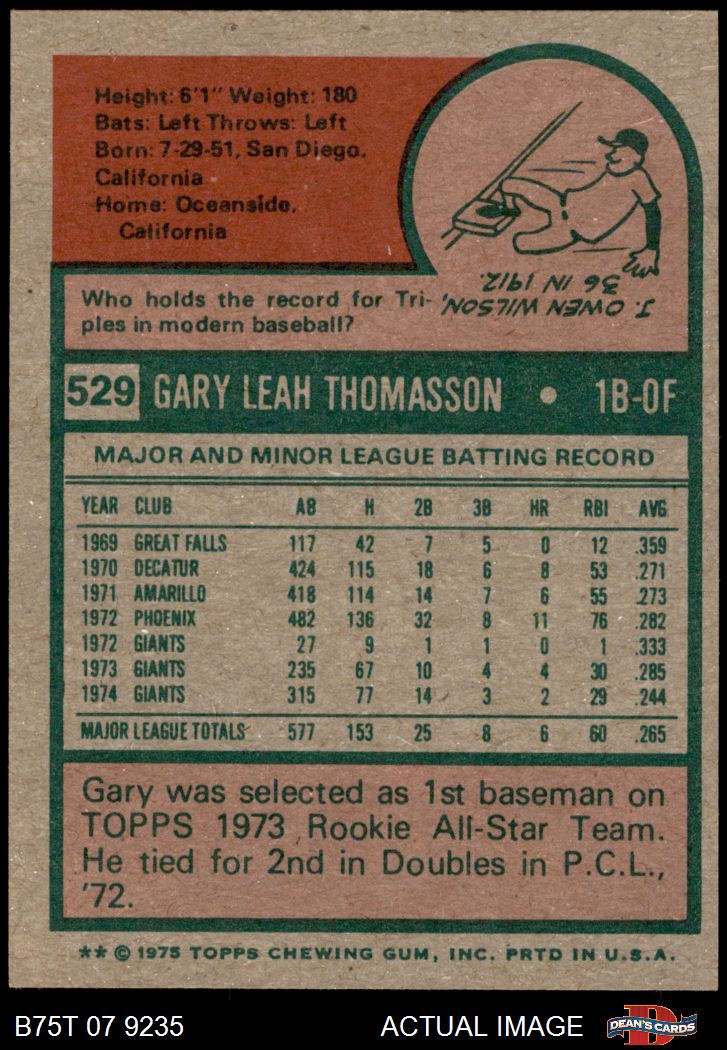 Height: 6'1" Weight: 180
Bats: Left Throws: Left
Born: 7-29-51, San Diego,
California
Home: Oceanside,
California
Who holds the record for Tri-
ples in modern baseball?
J. OWEN WILSON,
36 IN 1912.
529 GARY LEAH THOMASSON • 1B-OF
MAJOR AND MINOR LEAGUE BATTING RECORD
YEAR CLUB AB H 2B 3B HR RBI AVG
1969 GREAT FALLS 117 42 7 5 0 12 .359
1970 DECATUR 424 115 18 6 8 53 .271
1971 AMARILLO 418 114 14 7 6 55 .273
1972 PHOENIX 482 136 32 8 11 76 .282
1972 GIANTS 27 9 1 1 0 1 .333
1973 GIANTS 235 67 10 4 4 30 .285
1974 GIANTS 315 77 14 3 2 29 .244
MAJOR LEAGUE TOTALS 577 153 25 8 6 60 .265
Gary was selected as 1st baseman on
TOPPS 1973 Rookie All-Star Team.
He tied for 2nd in Doubles in P.C.L.,
'72.
** © 1975 TOPPS CHEWING GUM, INC. PRTD IN U.S.A.
B75T 07 9235 ACTUAL IMAGE
DEAN'S CARDS